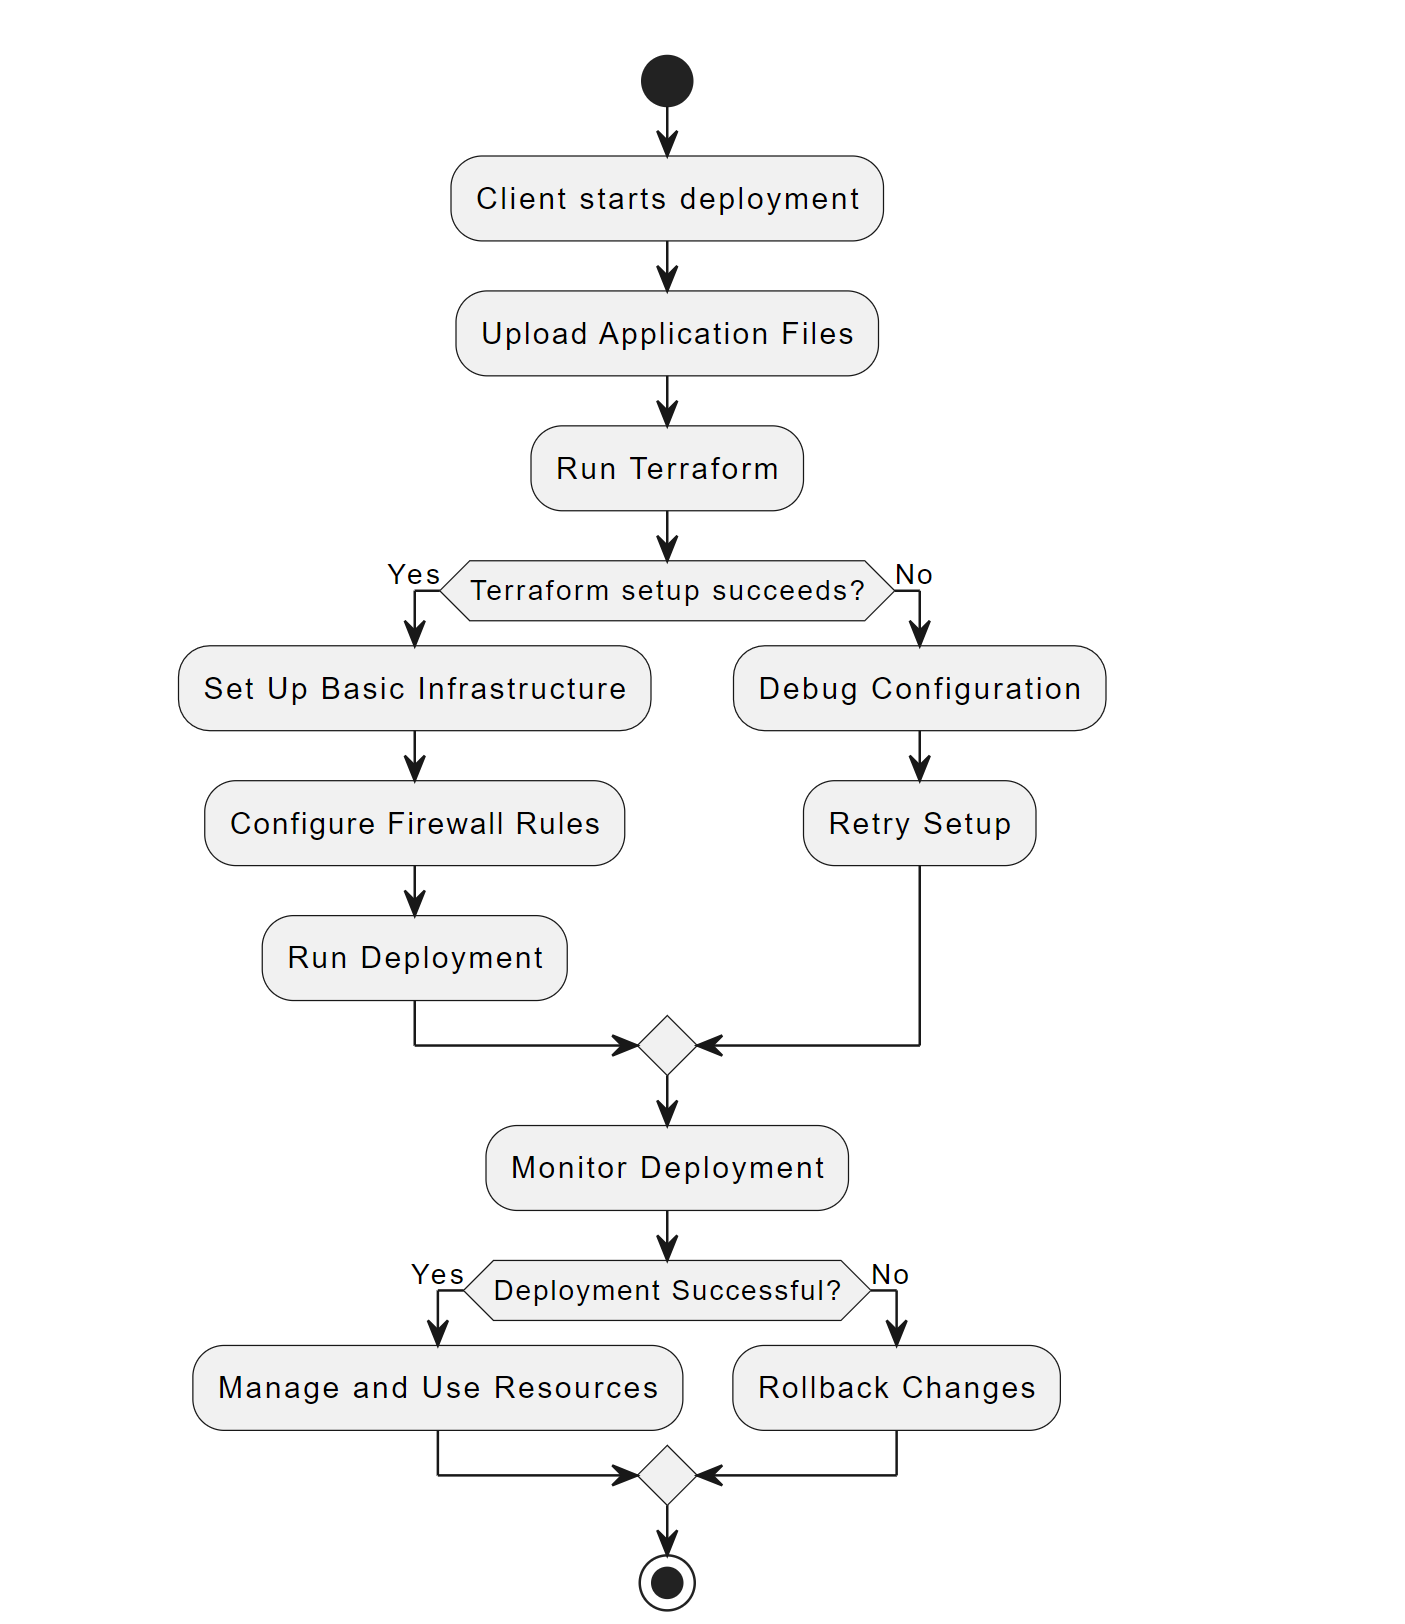 Client starts deployment
Upload Application Files
Run Terraform
Yes
Terraform setup succeeds?
No
Set Up Basic Infrastructure
Debug Configuration
Configure Firewall Rules
Retry Setup
Run Deployment
Monitor Deployment
Yes
Deployment Successful?
No
Manage and Use Resources
Rollback Changes